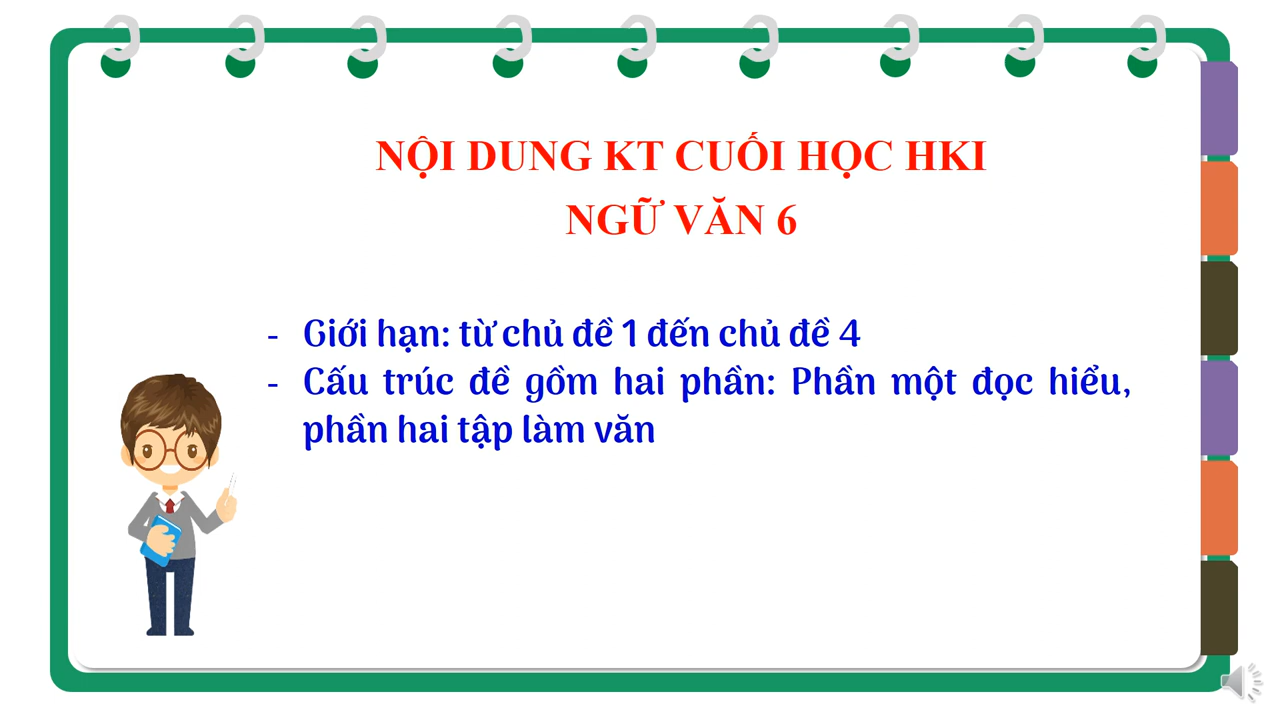 NỘI DUNG KT CUỐI HỌC HKI
NGỮ VĂN 6
- Giới hạn: từ chủ đề 1 đến chủ đề 4
- Cấu trúc đề gồm hai phần: Phần một đọc hiểu,
phần hai tập làm văn